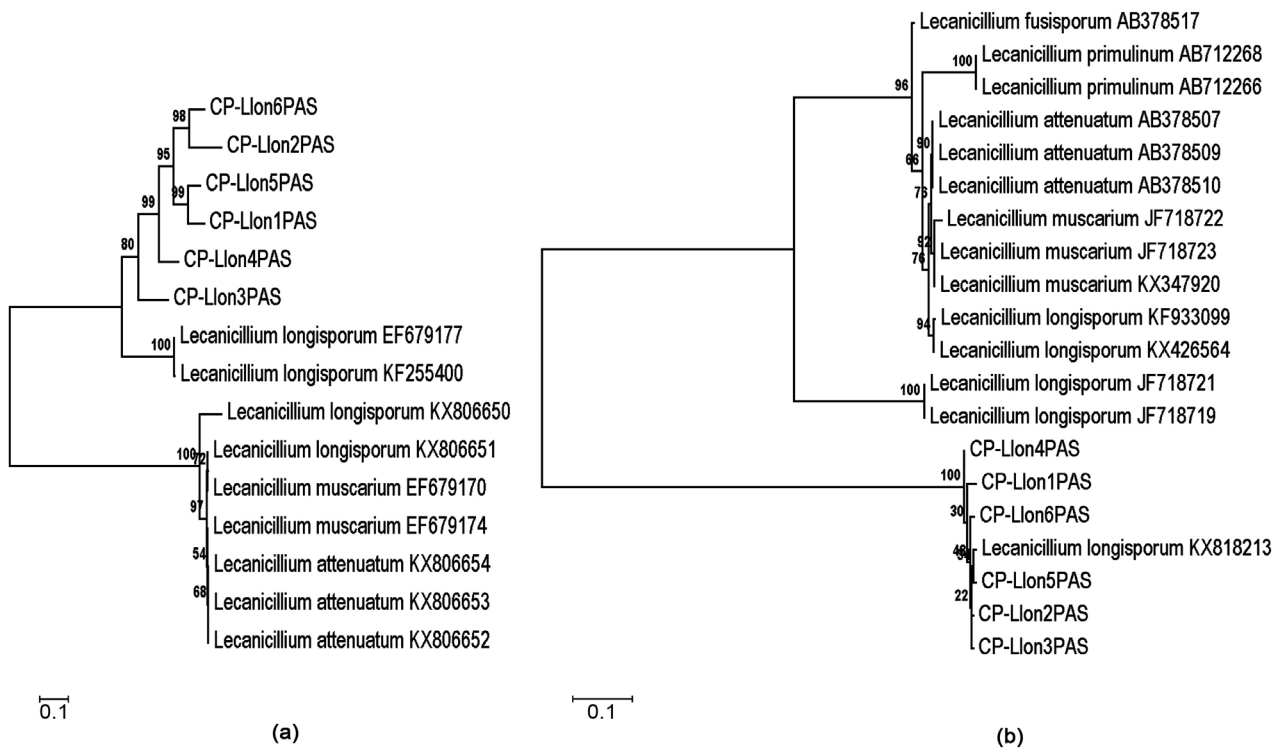 98
CP-Llon6PAS
CP-Llon2PAS
95
99
CP-Llon5PAS
CP-Llon1PAS
99
CP-Llon4PAS
80
CP-Llon3PAS
Lecanicillium longisporum EF679177
100
Lecanicillium longisporum KF255400
Lecanicillium longisporum KX806650
100
72
Lecanicillium longisporum KX806651
Lecanicillium muscarium EF679170
97
Lecanicillium muscarium EF679174
54
Lecanicillium attenuatum KX806654
68
Lecanicillium attenuatum KX806653
Lecanicillium attenuatum KX806652
0.1
(a)
Lecanicillium fusisporum AB378517
100
Lecanicillium primulinum AB712268
96
Lecanicillium primulinum AB712266
Lecanicillium attenuatum AB378507
90
66
Lecanicillium attenuatum AB378509
76
Lecanicillium attenuatum AB378510
Lecanicillium muscarium JF718722
92
76
Lecanicillium muscarium JF718723
Lecanicillium muscarium KX347920
94
Lecanicillium longisporum KF933099
Lecanicillium longisporum KX426564
100
Lecanicillium longisporum JF718721
Lecanicillium longisporum JF718719
CP-Llon4PAS
100
CP-Llon1PAS
30
CP-Llon6PAS
Lecanicillium longisporum KX818213
CP-Llon5PAS
22
CP-Llon2PAS
CP-Llon3PAS
0.1
(b)